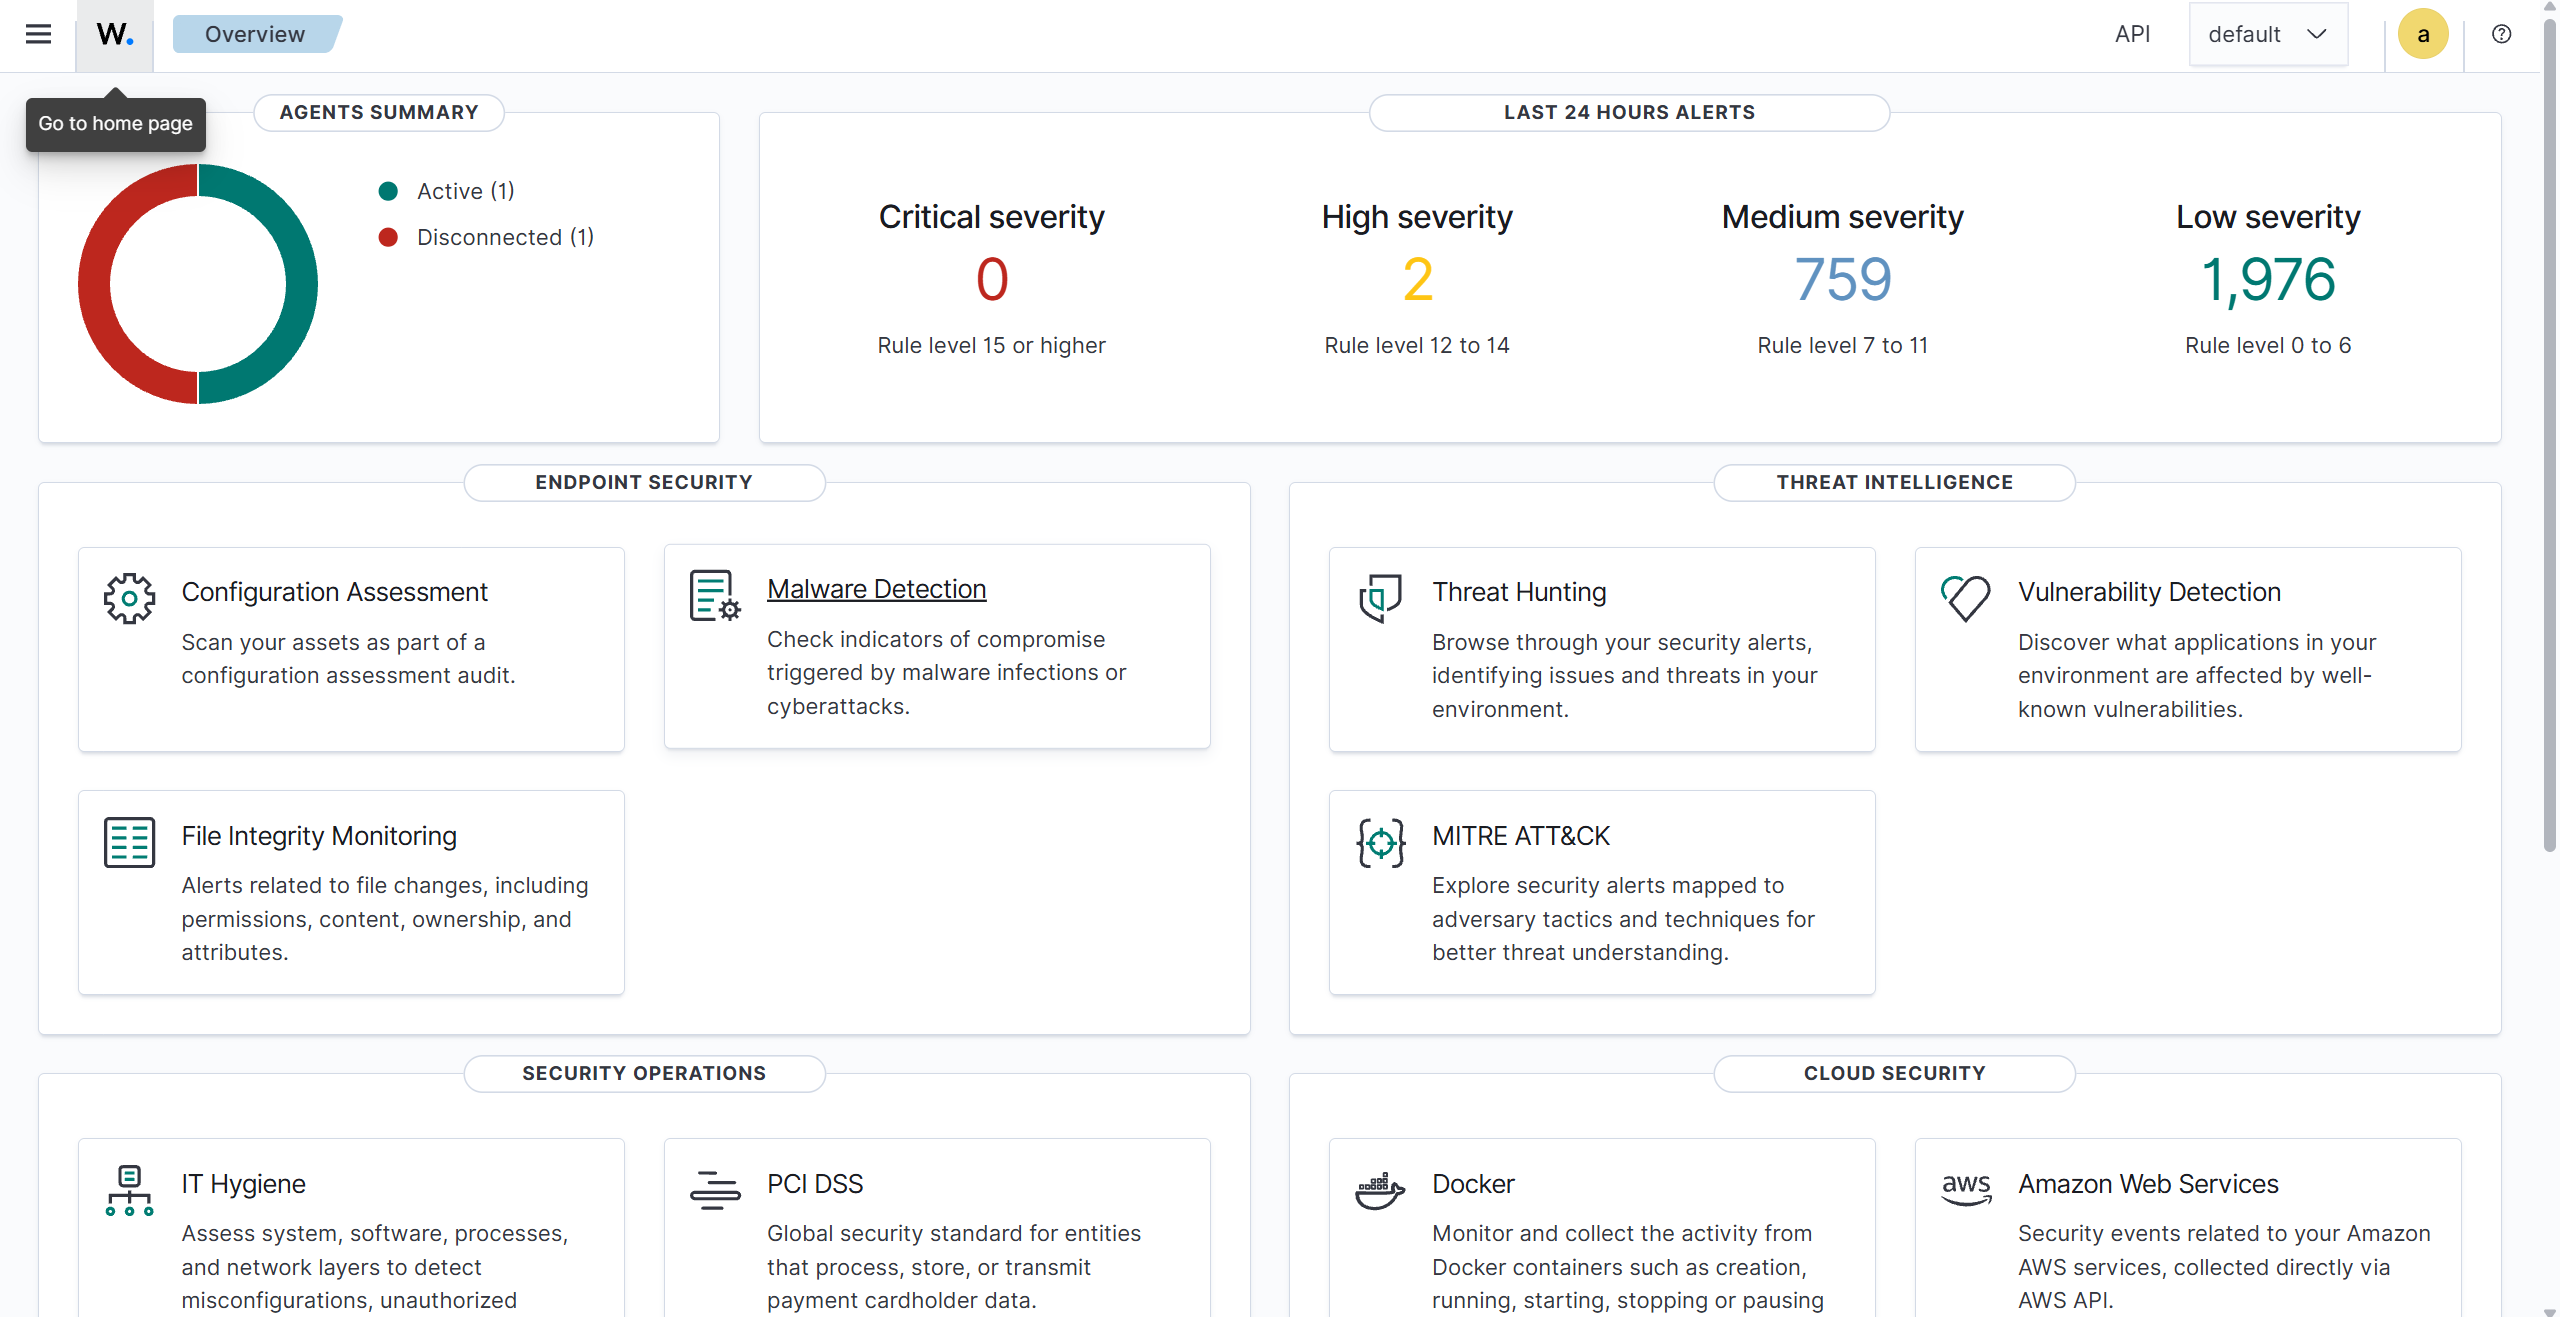 W.
Overview
API
default
a
Go to home page
AGENTS SUMMARY
Active (1)
Disconnected (1)
LAST 24 HOURS ALERTS
Critical severity
0
Rule level 15 or higher
High severity
2
Rule level 12 to 14
Medium severity
759
Rule level 7 to 11
Low severity
1,976
Rule level 0 to 6
ENDPOINT SECURITY
Configuration Assessment
Scan your assets as part of a
configuration assessment audit.
Malware Detection
Check indicators of compromise
triggered by malware infections or
cyberattacks.
File Integrity Monitoring
Alerts related to file changes, including
permissions, content, ownership, and
attributes.
THREAT INTELLIGENCE
Threat Hunting
Browse through your security alerts,
identifying issues and threats in your
environment.
Vulnerability Detection
Discover what applications in your
environment are affected by well-
known vulnerabilities.
MITRE ATT&CK
Explore security alerts mapped to
adversary tactics and techniques for
better threat understanding.
SECURITY OPERATIONS
IT Hygiene
Assess system, software, processes,
and network layers to detect
misconfigurations, unauthorized
PCI DSS
Global security standard for entities
that process, store, or transmit
payment cardholder data.
CLOUD SECURITY
Docker
Monitor and collect the activity from
Docker containers such as creation,
running, starting, stopping or pausing
aws
Amazon Web Services
Security events related to your Amazon
AWS services, collected directly via
AWS API.